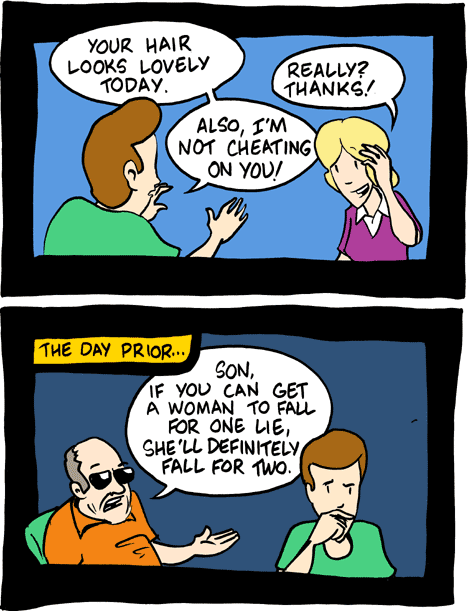 YOUR HAIR
LOOKS LOVELY
TODAY.
REALLY?
THANKS!
ALSO, I'M
NOT CHEATING
ON YOU!
THE DAY PRIOR...
SON,
IF YOU CAN GET
A WOMAN TO FALL
FOR ONE LIE,
SHE'LL DEFINITELY
FALL FOR TWO.